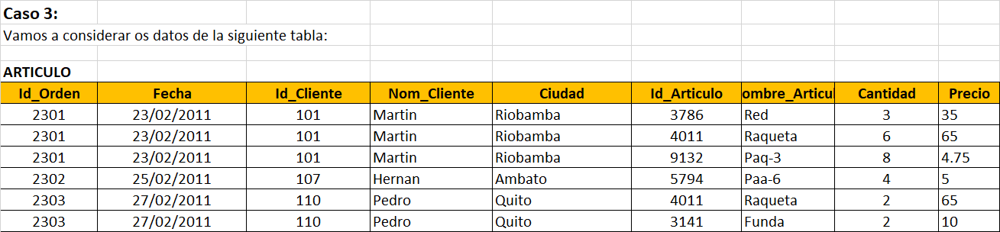 Caso 3:
Vamos a considerar os datos de la siguiente tabla:
ARTICULO
Id_Orden Fecha Id_Cliente Nom_Cliente Ciudad Id_Articulo ombre_Articul Cantidad Precio
2301 23/02/2011 101 Martin Riobamba 3786 Red 3 35
2301 23/02/2011 101 Martin Riobamba 4011 Raqueta 6 65
2301 23/02/2011 101 Martin Riobamba 9132 Paq-3 8 4.75
2302 25/02/2011 107 Hernan Ambato 5794 Paa-6 4 5
2303 27/02/2011 110 Pedro Quito 4011 Raqueta 2 65
2303 27/02/2011 110 Pedro Quito 3141 Funda 2 10